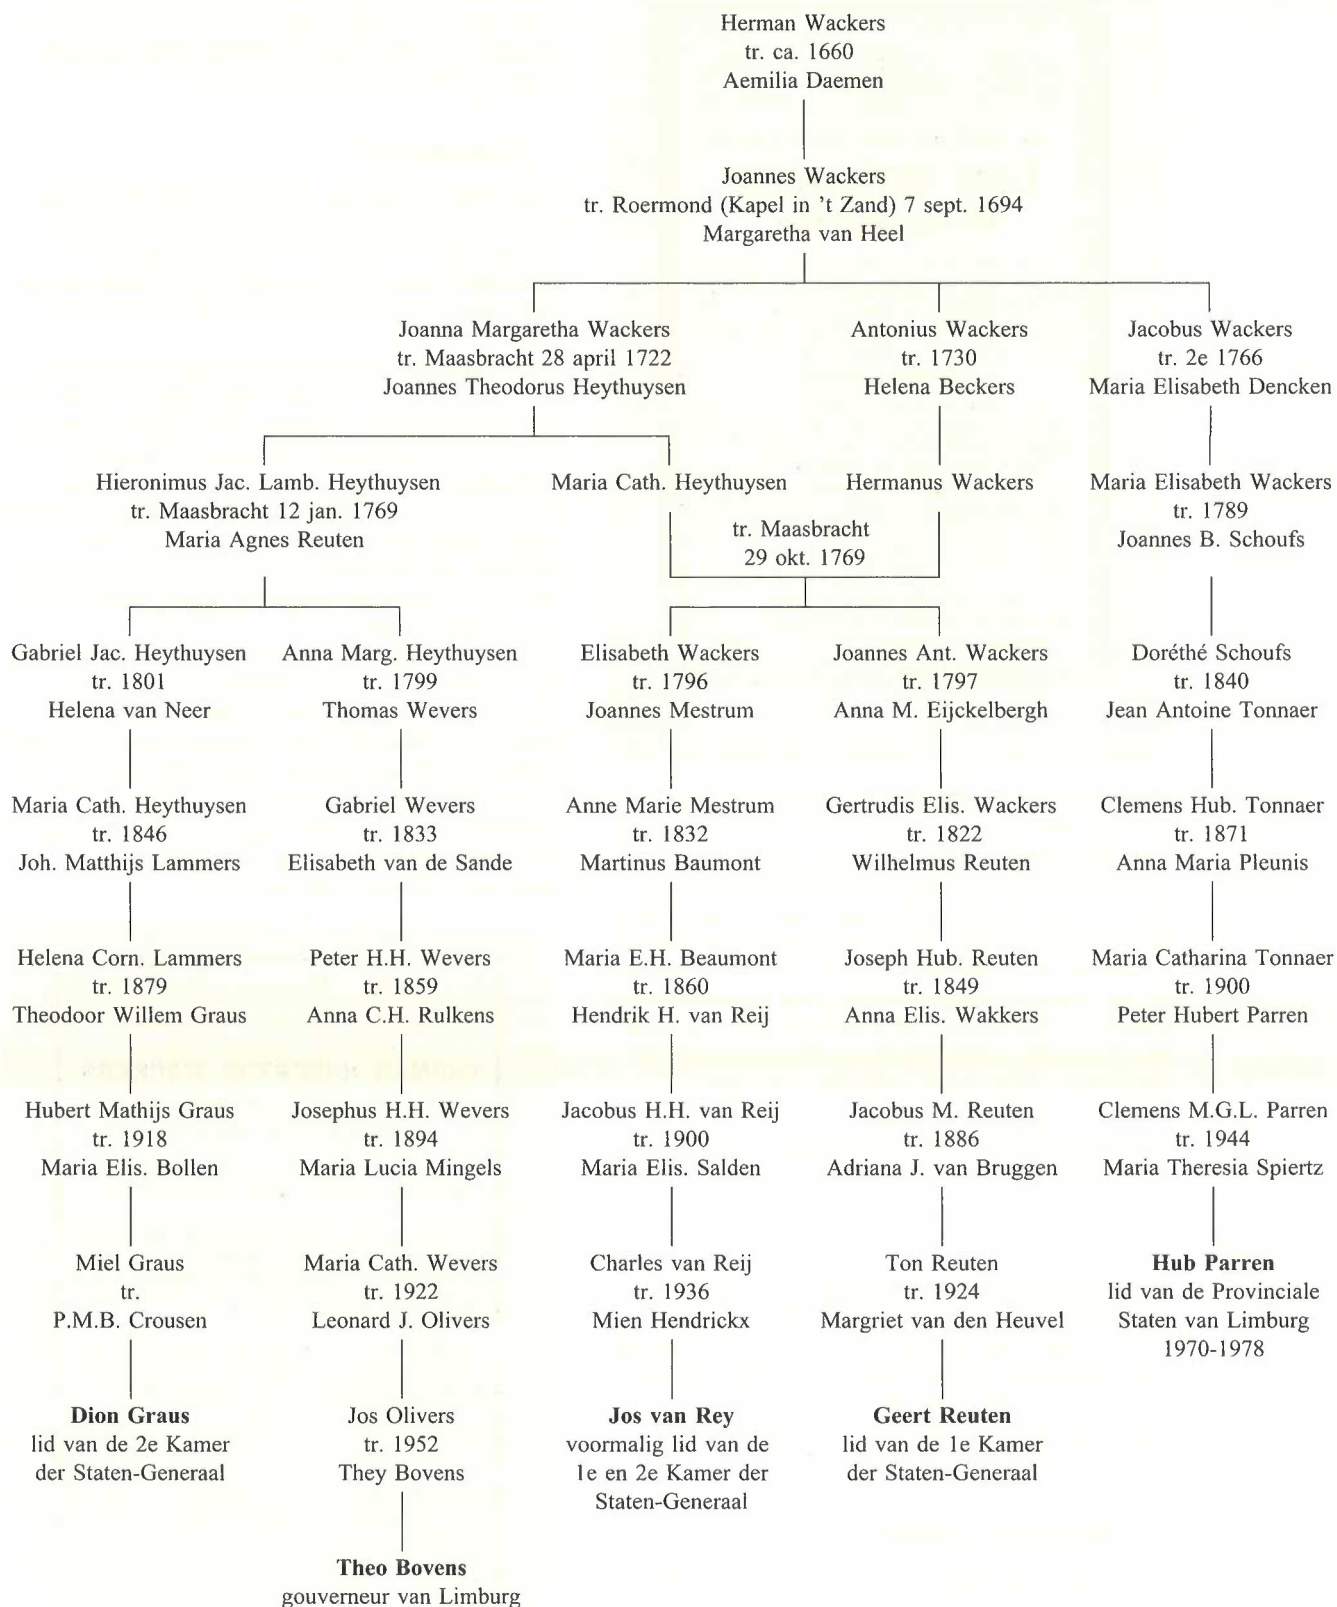 Herman Wackers
tr. ca. 1660
Aemilia Daemen
Joannes Wackers
tr. Roermond (Kapel in 't Zand) 7 sept. 1694
Margaretha van Heel
Joanna Margaretha Wackers
tr. Maasbracht 28 april 1722
Joannes Theodorus Heythuysen
Antonius Wackers
tr. 1730
Helena Beckers
Jacobus Wackers
tr. 2e 1766
Maria Elisabeth Dencken
Hieronimus Jac. Lamb. Heythuysen
tr. Maasbracht 12 jan. 1769
Maria Agnes Reuten
Maria Cath. Heythuysen
Hermanus Wackers
tr. Maasbracht
29 okt. 1769
Maria Elisabeth Wackers
tr. 1789
Joannes B. Schoufs
Gabriel Jac. Heythuysen
tr. 1801
Helena van Neer
Anna Marg. Heythuysen
tr. 1799
Thomas Wevers
Elisabeth Wackers
tr. 1796
Joannes Mestrum
Joannes Ant. Wackers
tr. 1797
Anna M. Eijckelbergh
Doréthé Schoufs
tr. 1840
Jean Antoine Tonnaer
Maria Cath. Heythuysen
tr. 1846
Joh. Matthijs Lammers
Gabriel Wevers
tr. 1833
Elisabeth van de Sande
Anne Marie Mestrum
tr. 1832
Martinus Baumont
Gertrudis Elis. Wackers
tr. 1822
Wilhelmus Reuten
Clemens Hub. Tonnaer
tr. 1871
Anna Maria Pleunis
Helena Corn. Lammers
tr. 1879
Theodoor Willem Graus
Peter H.H. Wevers
tr. 1859
Anna C.H. Rulkens
Maria E.H. Beaumont
tr. 1860
Hendrik H. van Reij
Joseph Hub. Reuten
tr. 1849
Anna Elis. Wakkers
Maria Catharina Tonnaer
tr. 1900
Peter Hubert Parren
Hubert Mathijs Graus
tr. 1918
Maria Elis. Bollen
Josephus H.H. Wevers
tr. 1894
Maria Lucia Mingels
Jacobus H.H. van Reij
tr. 1900
Maria Elis. Salden
Jacobus M. Reuten
tr. 1886
Adriana J. van Bruggen
Clemens M.G.L. Parren
tr. 1944
Maria Theresia Spiertz
Miel Graus
tr.
P.M.B. Crousen
Maria Cath. Wevers
tr. 1922
Leonard J. Olivers
Charles van Reij
tr. 1936
Mien Hendrickx
Ton Reuten
tr. 1924
Margriet van den Heuvel
Hub Parren
lid van de Provinciale
Staten van Limburg
1970-1978
Dion Graus
lid van de 2e Kamer
der Staten-Generaal
Jos Olivers
tr. 1952
They Bovens
Jos van Rey
voormalig lid van de
1e en 2e Kamer der
Staten-Generaal
Geert Reuten
lid van de 1e Kamer
der Staten-Generaal
Theo Bovens
gouverneur van Limburg